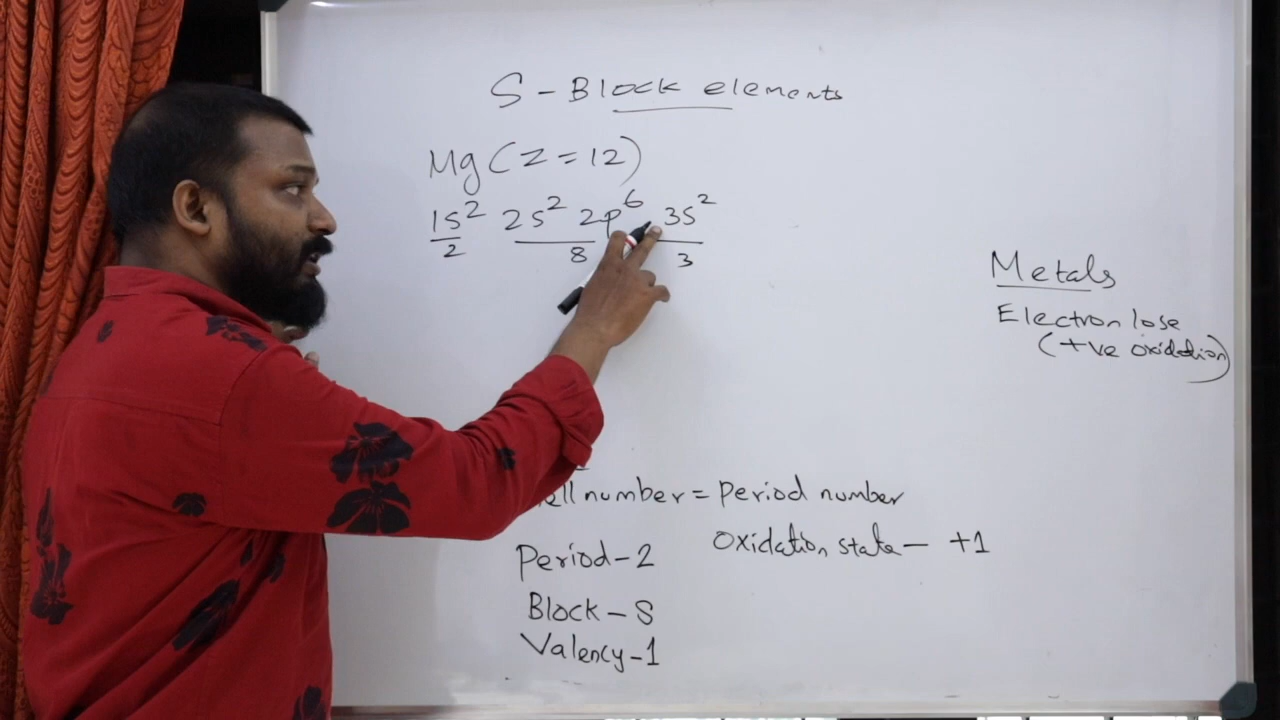 S-Block elements
Mg (Z=12)
1s² 2s² 2p⁶ 3s²
2 8 3
Metals
Electron lose
(+ve oxidation)
ell number = Period number
Oxidation state - +1
Period-2
Block-S
Valency-1